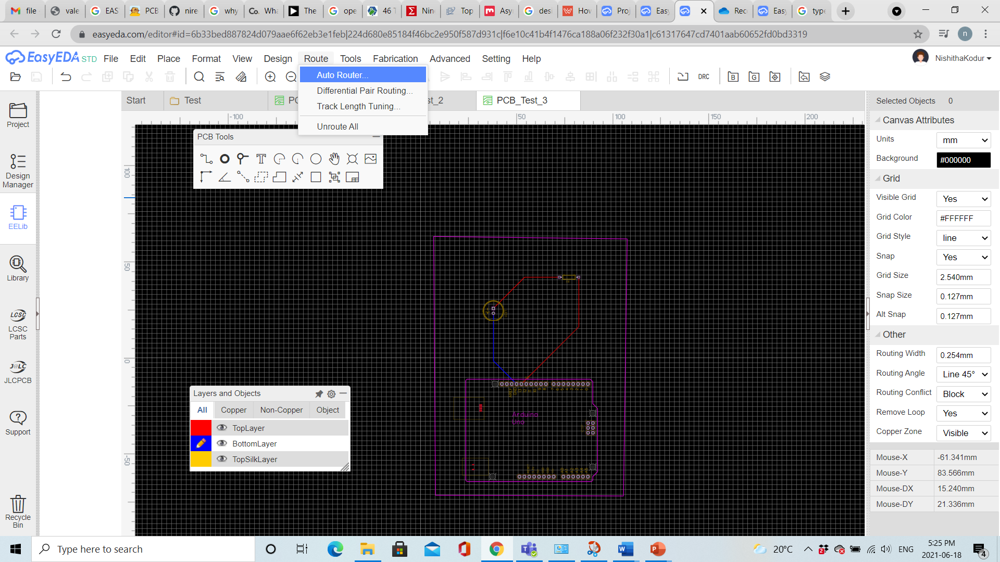 file
vale
EAS
PCB
nire
why
Wha
The
ope
46 T
Nin
Top
Asy
desi
Hov
Proj
Easy
Rec
Easy
type
easyeda.com/editor#id=6b33bed887824d079aae6f62eb3e1feb|224d680e85184f46bc2e950f587d931c|f6e10c41b4f1476ca188a06f232f30a1|c61317647cd7401aab60652fd0bd3319
n
EasyEDA STD File Edit Place Format View Design Route Tools Fabrication Advanced Setting Help
NishithaKodur
DRC
Auto Router...
Differential Pair Routing...
Track Length Tuning...
Unroute All
Start
Test
PC
st_2
PCB_Test_3
-100
50
100
150
200
100
50
0
-50
Project
Design
Manager
EELib
Library
LCSC
LCSC
Parts
J@LC
JLCPCB
Support
Recycle
Bin
PCB Tools
Arduino
Uno
Layers and Objects
All Copper Non-Copper Object
TopLayer
BottomLayer
TopSilkLayer
Selected Objects 0
Canvas Attributes
Units mm
Background #000000
Grid
Visible Grid Yes
Grid Color #FFFFFF
Grid Style line
Snap Yes
Grid Size 2.540mm
Snap Size 0.127mm
Alt Snap 0.127mm
Other
Routing Width 0.254mm
Routing Angle Line 45°
Routing Conflict Block
Remove Loop Yes
Copper Zone Visible
Mouse-X -61.341mm
Mouse-Y 83.566mm
Mouse-DX 15.240mm
Mouse-DY 21.336mm
Type here to search
20°C
ENG
5:25 PM
2021-06-18
4